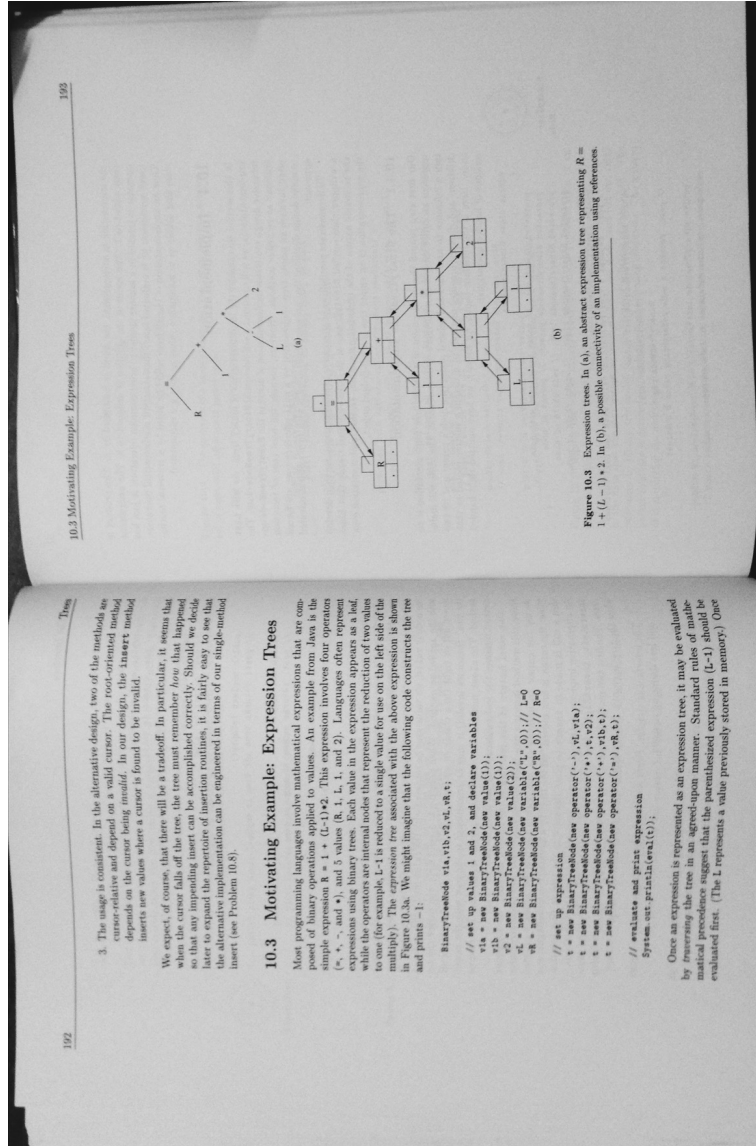 192
Trees
3. The usage is consistent. In the alternative design, two of the methods are
cursor-relative and depend on a valid cursor. The root-oriented method
depends on the cursor being invalid. In our design, the insert method
inserts new values where a cursor is found to be invalid.
We expect, of course, that there will be a tradeoff. In particular, it seems that
when the cursor falls off the tree, the tree must remember how that happened
so that any impending insert can be accomplished correctly. Should we decide
later to expand the repertoire of insertion routines, it is fairly easy to see that
the alternative implementation can be engineered in terms of our single-method
insert (see Problem 10.8).
10.3 Motivating Example: Expression Trees
Most programming languages involve mathematical expressions that are com-
posed of binary operations applied to values. An example from Java is the
simple expression R = 1 + (L-1)*2. This expression involves four operators
(=, +, -, and *), and 5 values (R, 1, L, 1, and 2). Languages often represent
expressions using binary trees. Each value in the expression appears as a leaf,
while the operators are internal nodes that represent the reduction of two values
to one (for example, L-1 is reduced to a single value for use on the left side of the
multiply). The expression tree associated with the above expression is shown
in Figure 10.3a. We might imagine that the following code constructs the tree
and prints −1:
BinaryTreeNode v1a,v1b,v2,vL,vR,t;
// set up values 1 and 2, and declare variables
v1a = new BinaryTreeNode(new value(1));
v1b = new BinaryTreeNode(new value(1));
v2 = new BinaryTreeNode(new value(2));
vL = new BinaryTreeNode(new variable("L",0));// L=0
vR = new BinaryTreeNode(new variable("R",0));// R=0
// set up expression
t = new BinaryTreeNode(new operator('-'),vL,v1a);
t = new BinaryTreeNode(new operator('*'),t,v2);
t = new BinaryTreeNode(new operator('+'),v1b,t);
t = new BinaryTreeNode(new operator('='),vR,t);
// evaluate and print expression
System.out.println(eval(t));
Once an expression is represented as an expression tree, it may be evaluated
by traversing the tree in an agreed-upon manner. Standard rules of mathe-
matical precedence suggest that the parenthesized expression (L-1) should be
evaluated first. (The L represents a value previously stored in memory.) Once
10.3 Motivating Example: Expression Trees
193
=
R
+
1
*
-
2
L
1
(a)
=
R
+
1
*
-
2
L
1
(b)
Figure 10.3 Expression trees. In (a), an abstract expression tree representing R =
1 + (L − 1) * 2. In (b), a possible connectivity of an implementation using references.